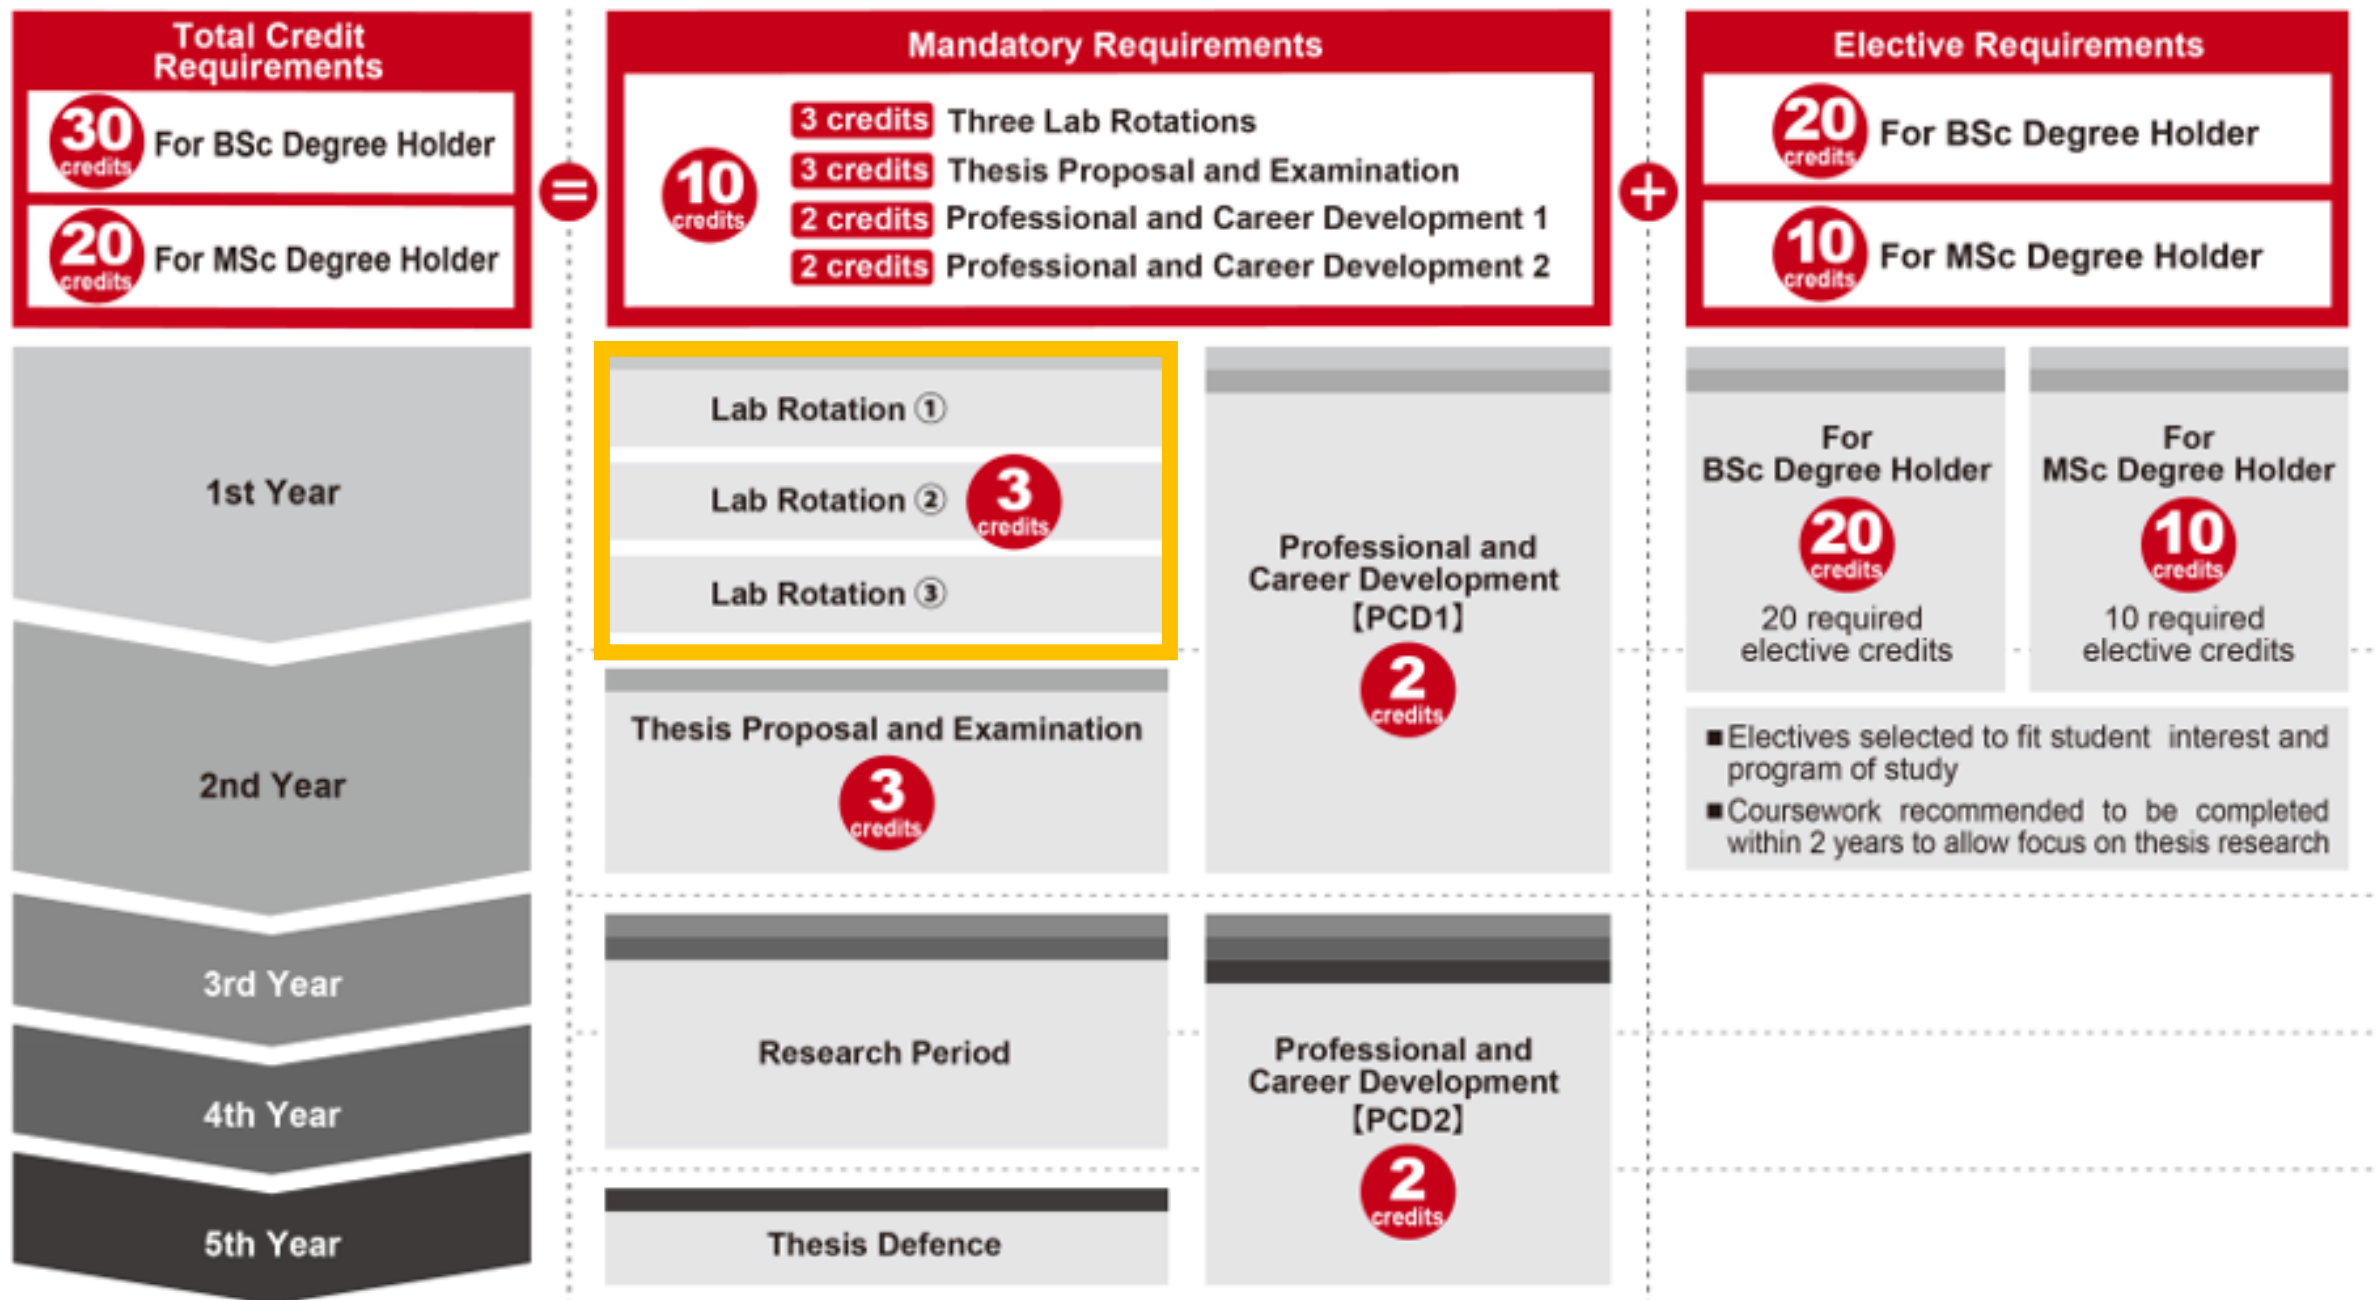 Total Credit
Requirements
30
credits
For BSc Degree Holder
20
credits
For MSc Degree Holder
=
Mandatory Requirements
10
credits
3 credits Three Lab Rotations
3 credits Thesis Proposal and Examination
2 credits Professional and Career Development 1
2 credits Professional and Career Development 2
+
Elective Requirements
20
credits
For BSc Degree Holder
10
credits
For MSc Degree Holder
1st Year
Lab Rotation ①
Lab Rotation ②
3
credits
Lab Rotation ③
Professional and
Career Development
【PCD1】
2
credits
For
BSc Degree Holder
20
credits
20 required
elective credits
For
MSc Degree Holder
10
credits
10 required
elective credits
2nd Year
Thesis Proposal and Examination
3
credits
■Electives selected to fit student interest and
program of study
■Coursework recommended to be completed
within 2 years to allow focus on thesis research
3rd Year
Research Period
4th Year
Professional and
Career Development
【PCD2】
2
credits
5th Year
Thesis Defence